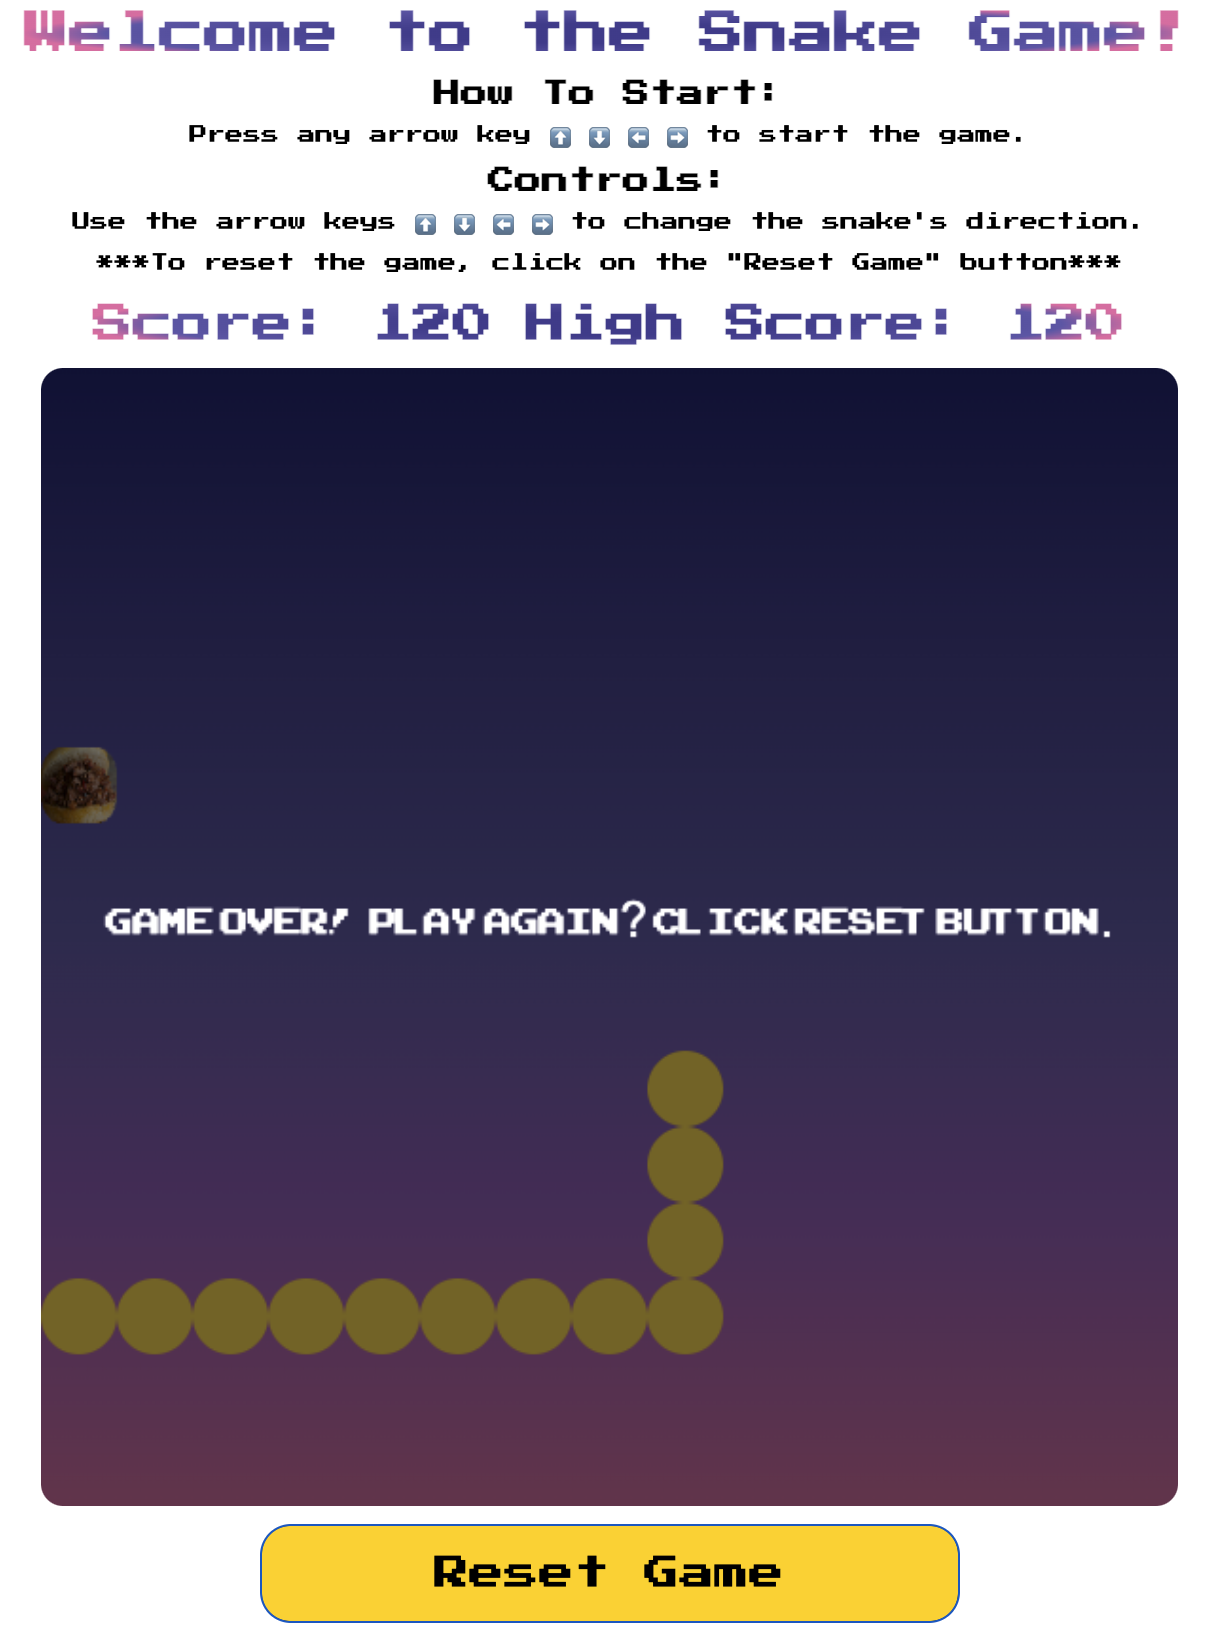 Welcome to the Snake Game!
How To Start:
Press any arrow key ⬆️ ⬇️ ⬅️ ➡️ to start the game.
Controls:
Use the arrow keys ⬆️ ⬇️ ⬅️ ➡️ to change the snake's direction.
***To reset the game, click on the "Reset Game" button***
Score: 120 High Score: 120
GAME OVER! PLAY AGAIN? CLICK RESET BUTTON.
Reset Game